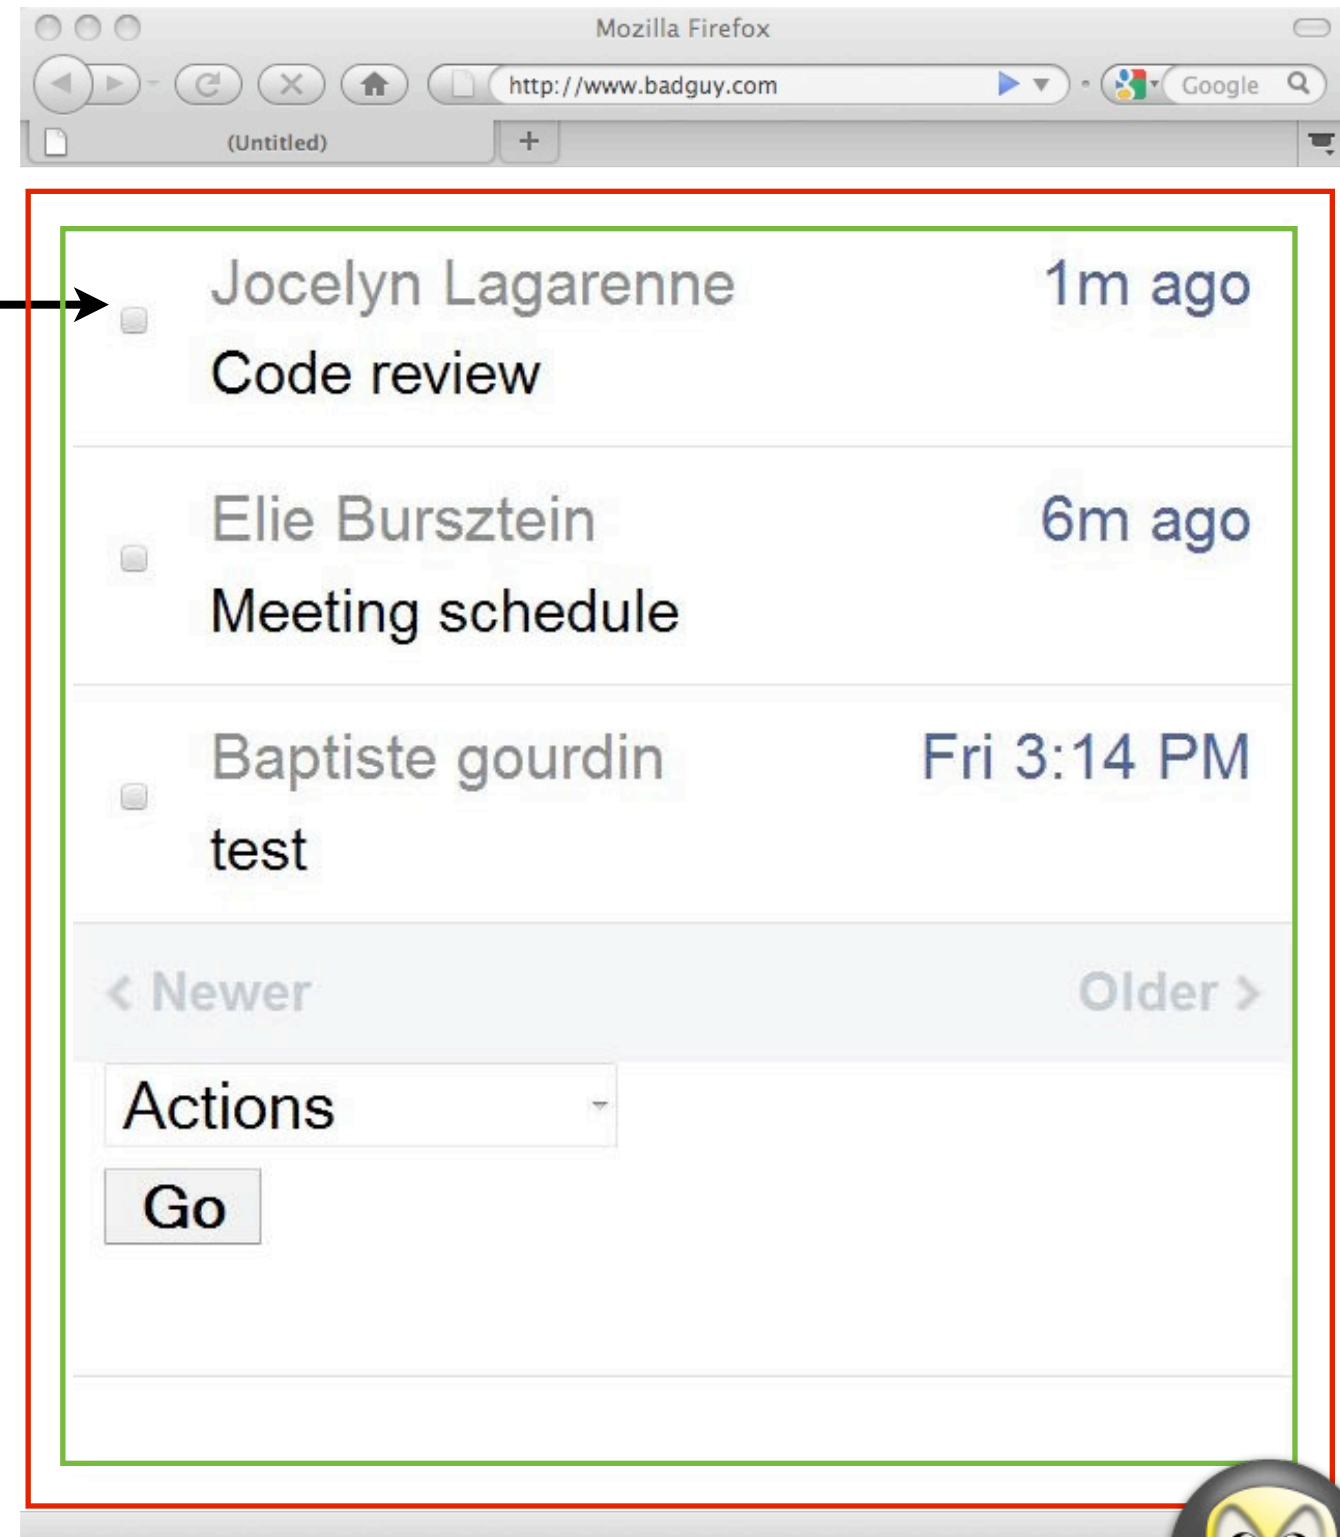 Mozilla Firefox
http://www.badguy.com
Google
(Untitled)
Jocelyn Lagarenne 1m ago
Code review
Elie Bursztein 6m ago
Meeting schedule
Baptiste gourdin Fri 3:14 PM
test
< Newer Older >
Actions
Go